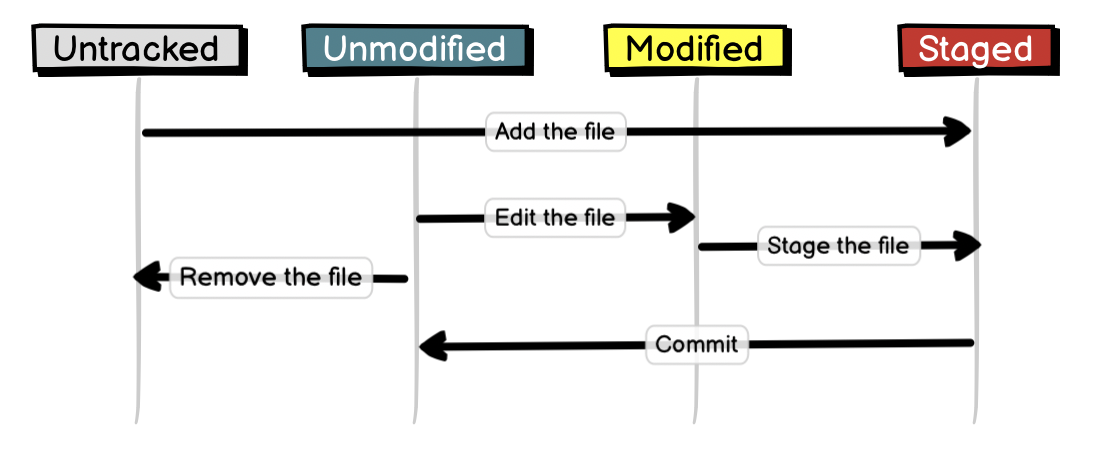 Untracked
Unmodified
Modified
Staged
Add the file
Edit the file
Stage the file
Remove the file
Commit